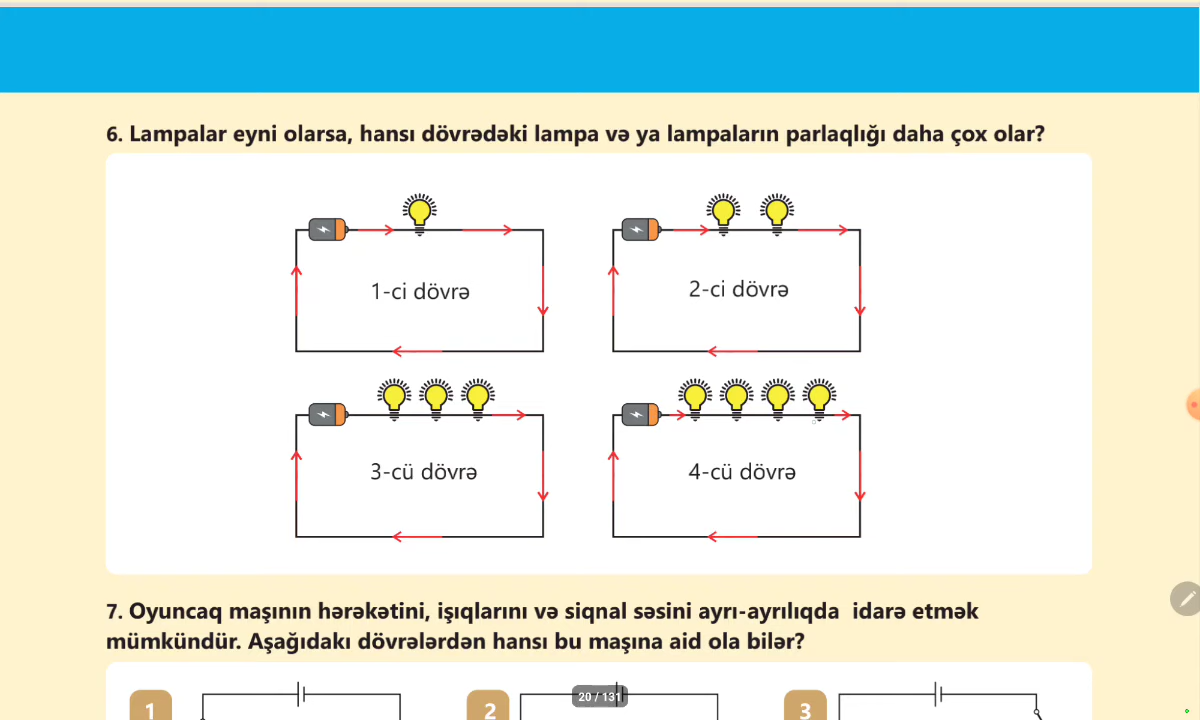 6. Lampalar eyni olarsa, hansı dövrədəki lampa və ya lampaların parlaqlığı daha çox olar?
1-ci dövrə
2-ci dövrə
3-cü dövrə
4-cü dövrə
7. Oyuncaq maşının hərəkətini, işıqlarını və siqnal səsini ayrı-ayrılıqda idarə etmək
mümkündür. Aşağıdakı dövrələrdən hansı bu maşına aid ola bilər?
1
2
3
20 / 131